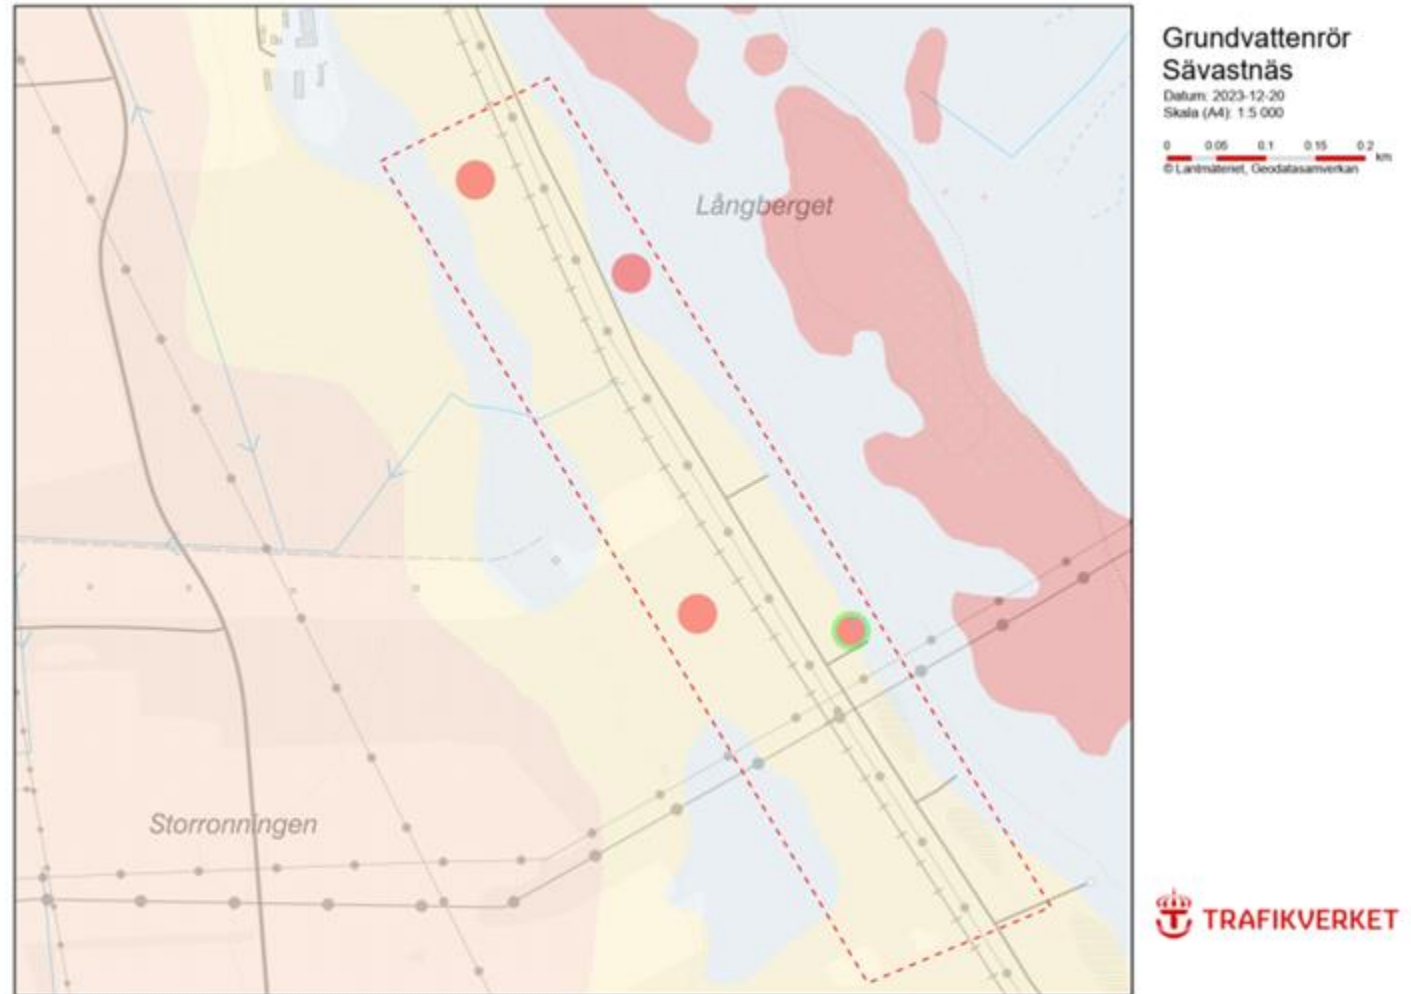 Grundvattenrör
Sävastnäs
Datum: 2023-12-20
Skala (A4): 1:5 000
0 0.05 0.1 0.15 0.2
km
© Lantmäteriet, Geodatasamverkan
Långberget
Storronningen
TRAFIKVERKET